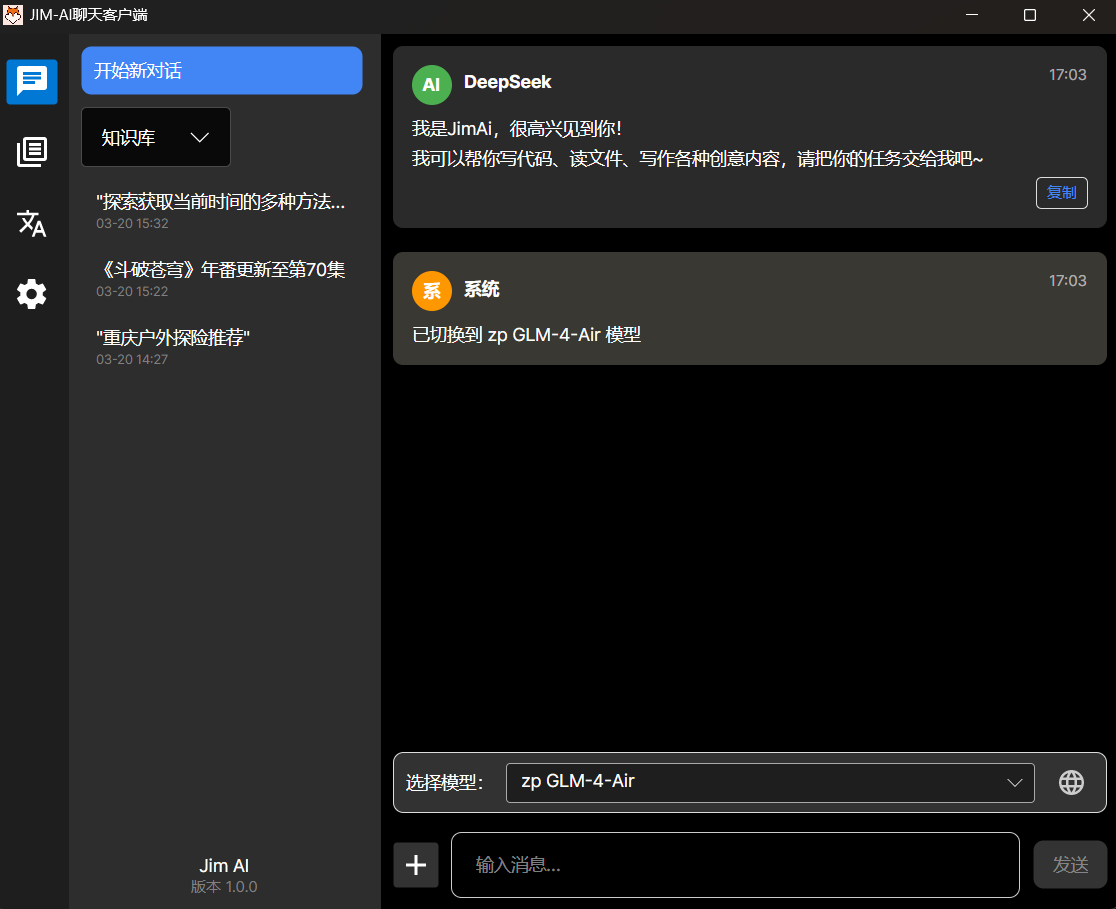 JIM-AI聊天客户端
开始新对话
知识库
"探索获取当前时间的多种方法...
03-20 15:32
《斗破苍穹》年番更新至第70集
03-20 15:22
"重庆户外探险推荐"
03-20 14:27
Jim AI
版本 1.0.0
AI DeepSeek 17:03
我是JimAi，很高兴见到你！
我可以帮你写代码、读文件、写作各种创意内容，请把你的任务交给我吧~
复制
系 系统 17:03
已切换到 zp GLM-4-Air 模型
选择模型： zp GLM-4-Air
输入消息... 发送